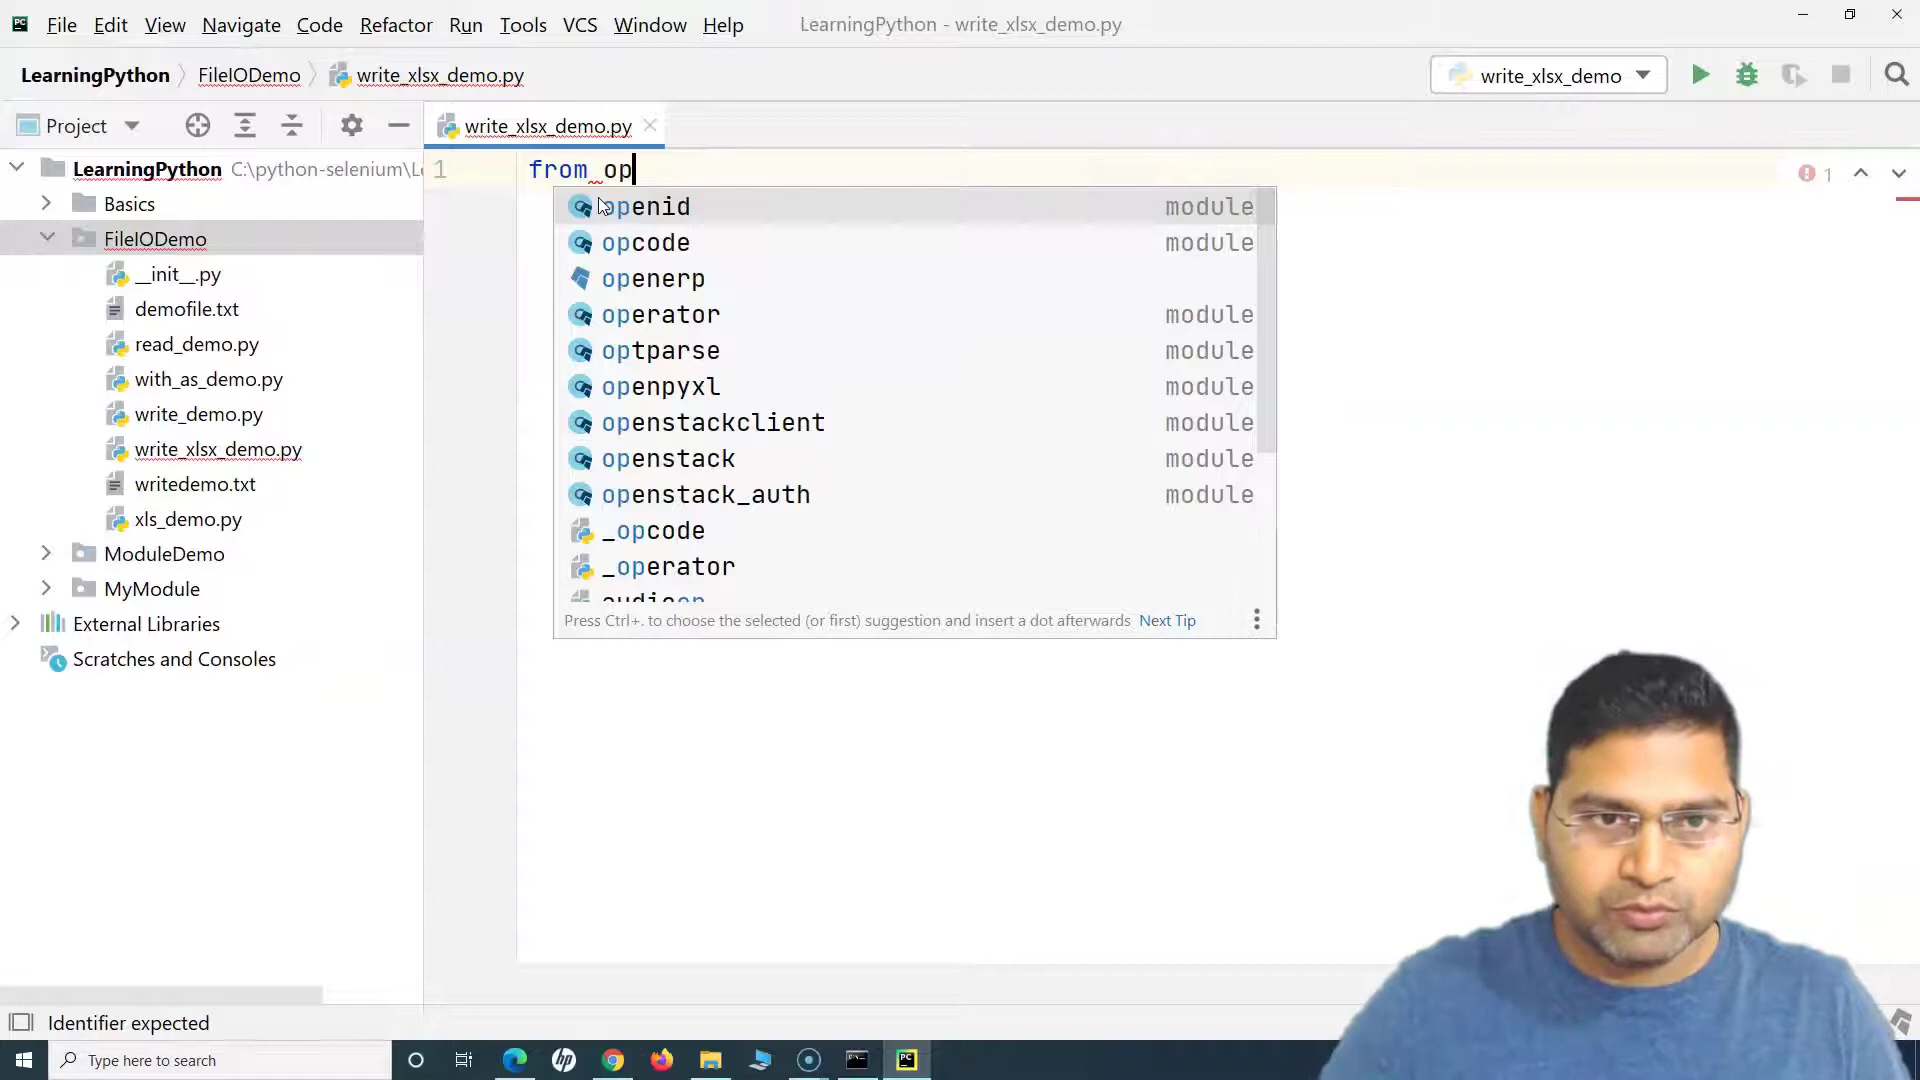 File Edit View Navigate Code Refactor Run Tools VCS Window Help LearningPython - write_xlsx_demo.py
LearningPython FileIODemo write_xlsx_demo.py write_xlsx_demo
Project write_xlsx_demo.py
LearningPython C:\python-selenium\L
1 from op
1
Basics
FileIODemo
__init__.py
demofile.txt
read_demo.py
with_as_demo.py
write_demo.py
write_xlsx_demo.py
writedemo.txt
xls_demo.py
ModuleDemo
MyModule
External Libraries
Scratches and Consoles
openid module
opcode module
openerp
operator module
optparse module
openpyxl module
openstackclient module
openstack module
openstack_auth module
_opcode
_operator
Press Ctrl+. to choose the selected (or first) suggestion and insert a dot afterwards Next Tip
Identifier expected
Type here to search